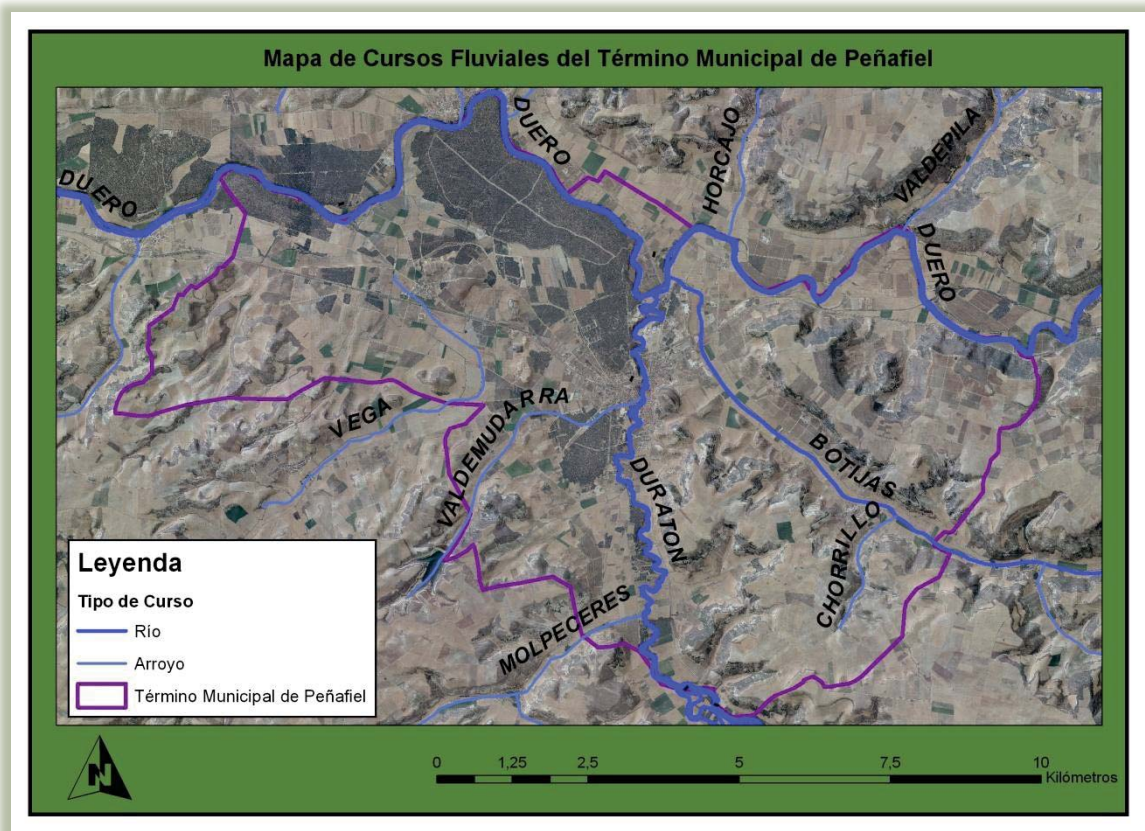 Mapa de Cursos Fluviales del Término Municipal de Peñafiel
DUERO
DUERO
HORCAJO
VALDEPILA
DUERO
VEGA
VALDEMUDARRA
DURATON
BOTIJAS
CHORRILLO
MOLPECERES
Leyenda
Tipo de Curso
Río
Arroyo
Término Municipal de Peñafiel
N
0 1,25 2,5 5 7,5 10
Kilómetros